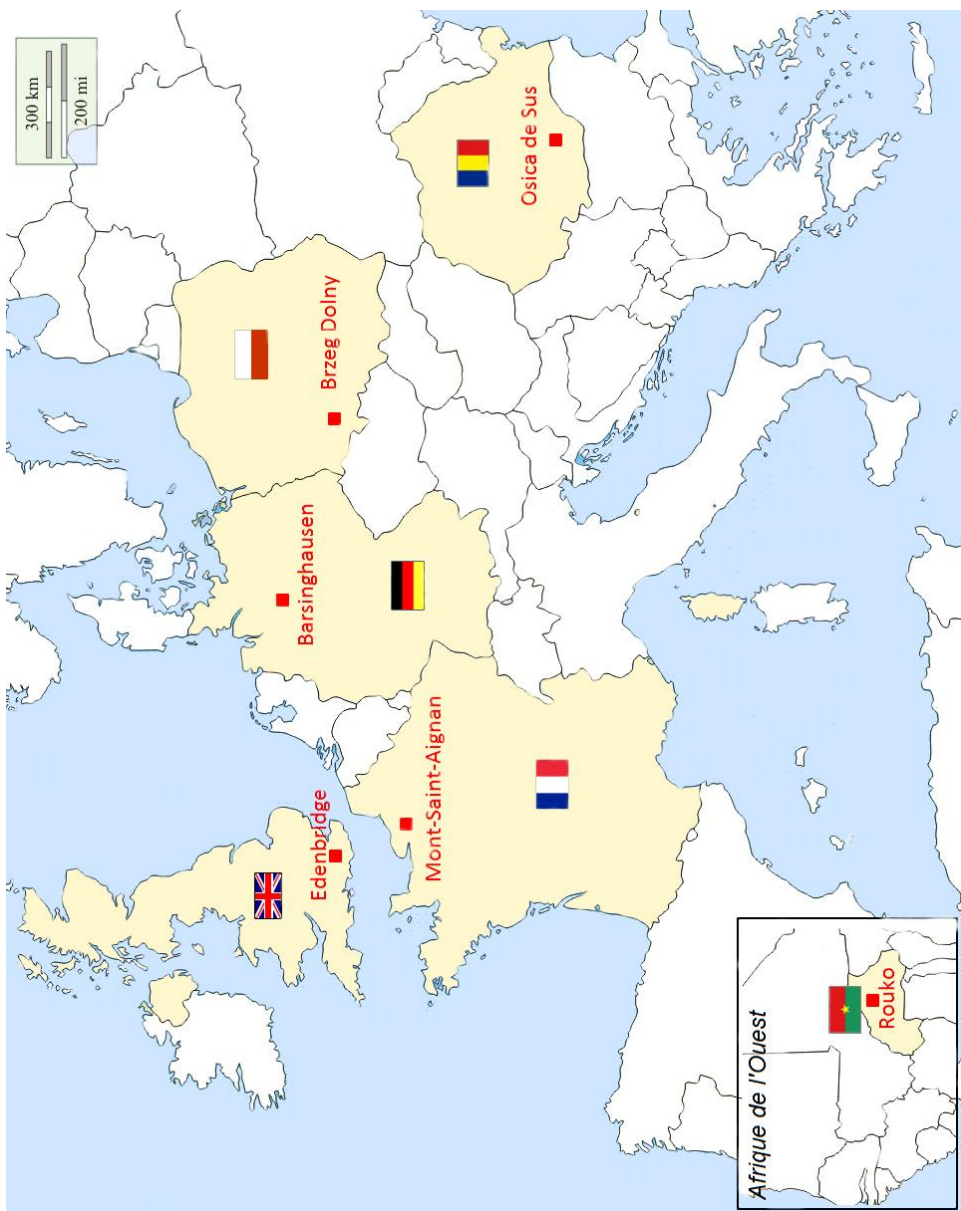 300 km
200 mi
Edenbridge
Barsinghausen
Brzeg Dolny
Mont-Saint-Aignan
Osica de Sus
Afrique de l'Ouest
Rouko